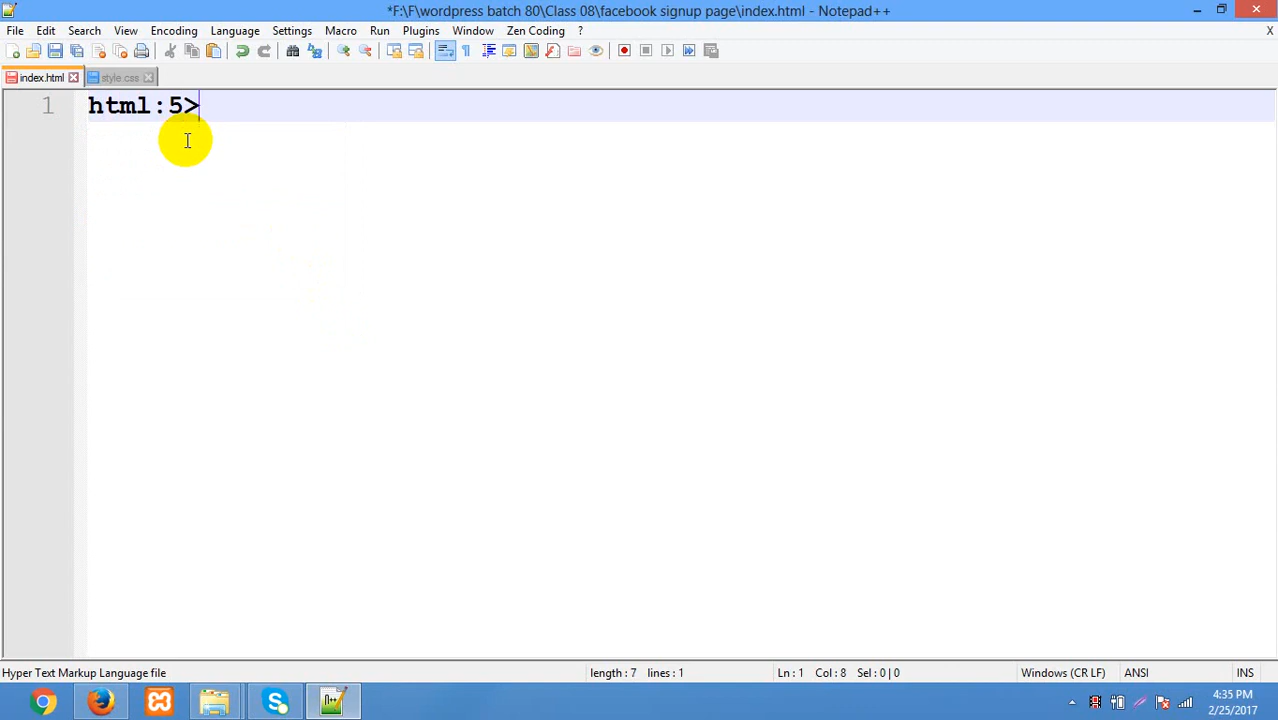 *F:\F\wordpress batch 80\Class 08\facebook signup page\index.html - Notepad++
File Edit Search View Encoding Language Settings Macro Run Plugins Window Zen Coding ? X
index.html style.css
1 html:5>
Hyper Text Markup Language file length : 7 lines : 1 Ln : 1 Col : 8 Sel : 0 | 0 Windows (CR LF) ANSI INS
4:35 PM
2/25/2017